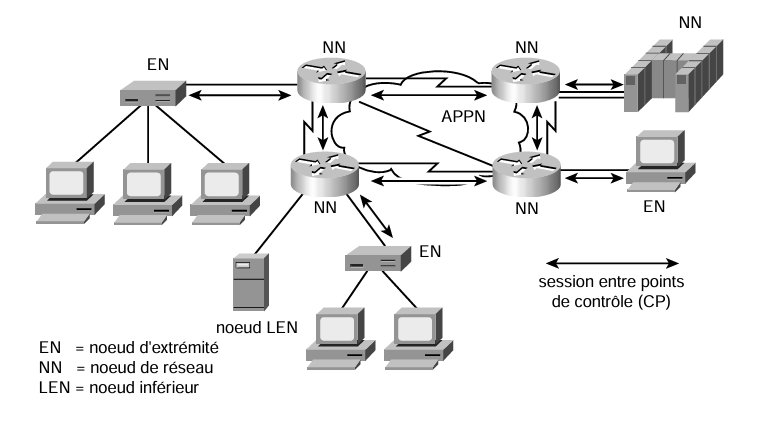 NN
NN
NN
EN
APPN
NN
NN
EN
EN
noeud LEN
session entre points
de contrôle (CP)
EN = noeud d'extrémité
NN = noeud de réseau
LEN = noeud inférieur